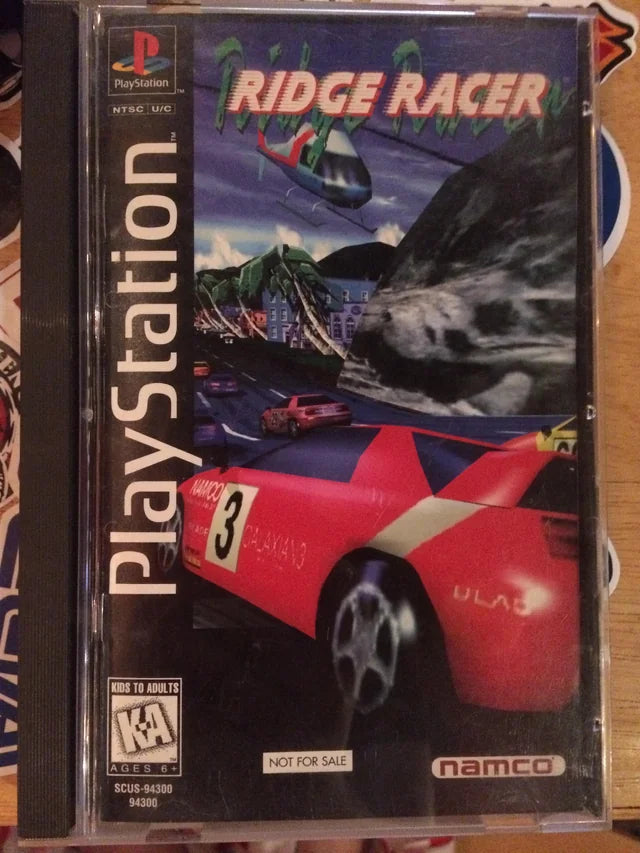 PlayStation
NTSC U/C
PlayStation
RIDGE RACER
NAMCO
3
GALAXIAN3
KIDS TO ADULTS
K-A
AGES 6+
SCUS-94300
94300
NOT FOR SALE
namco